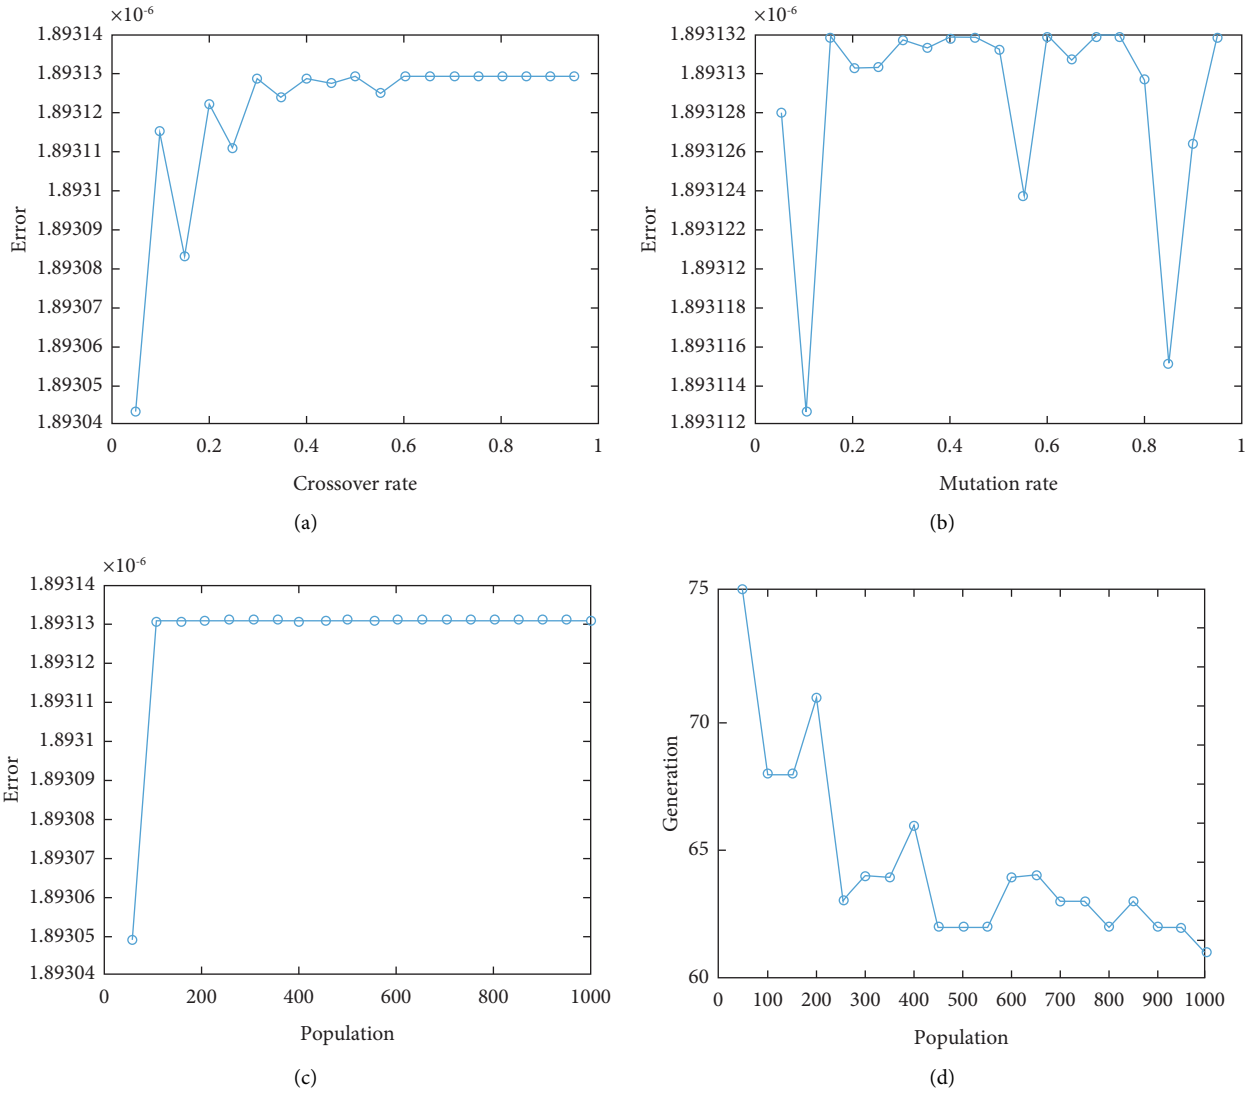 ×10⁻⁶
1.89314
1.89313
1.89312
1.89311
1.8931
1.89309
1.89308
1.89307
1.89306
1.89305
1.89304
Error
0 0.2 0.4 0.6 0.8 1
Crossover rate
(a)
×10⁻⁶
1.893132
1.89313
1.893128
1.893126
1.893124
1.893122
1.89312
1.893118
1.893116
1.893114
1.893112
Error
0 0.2 0.4 0.6 0.8 1
Mutation rate
(b)
×10⁻⁶
1.89314
1.89313
1.89312
1.89311
1.8931
1.89309
1.89308
1.89307
1.89306
1.89305
1.89304
Error
0 200 400 600 800 1000
Population
(c)
75
70
65
60
Generation
0 100 200 300 400 500 600 700 800 900 1000
Population
(d)